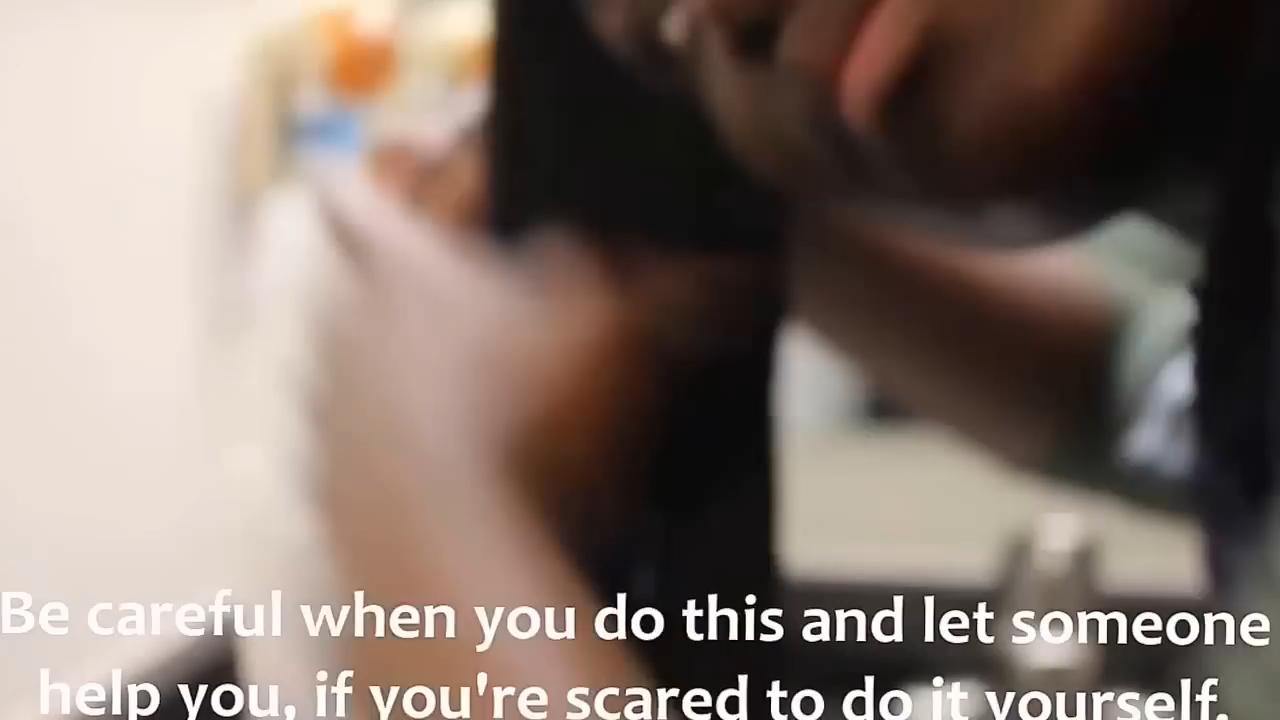 Be careful when you do this and let someone
help you, if you're scared to do it yourself.